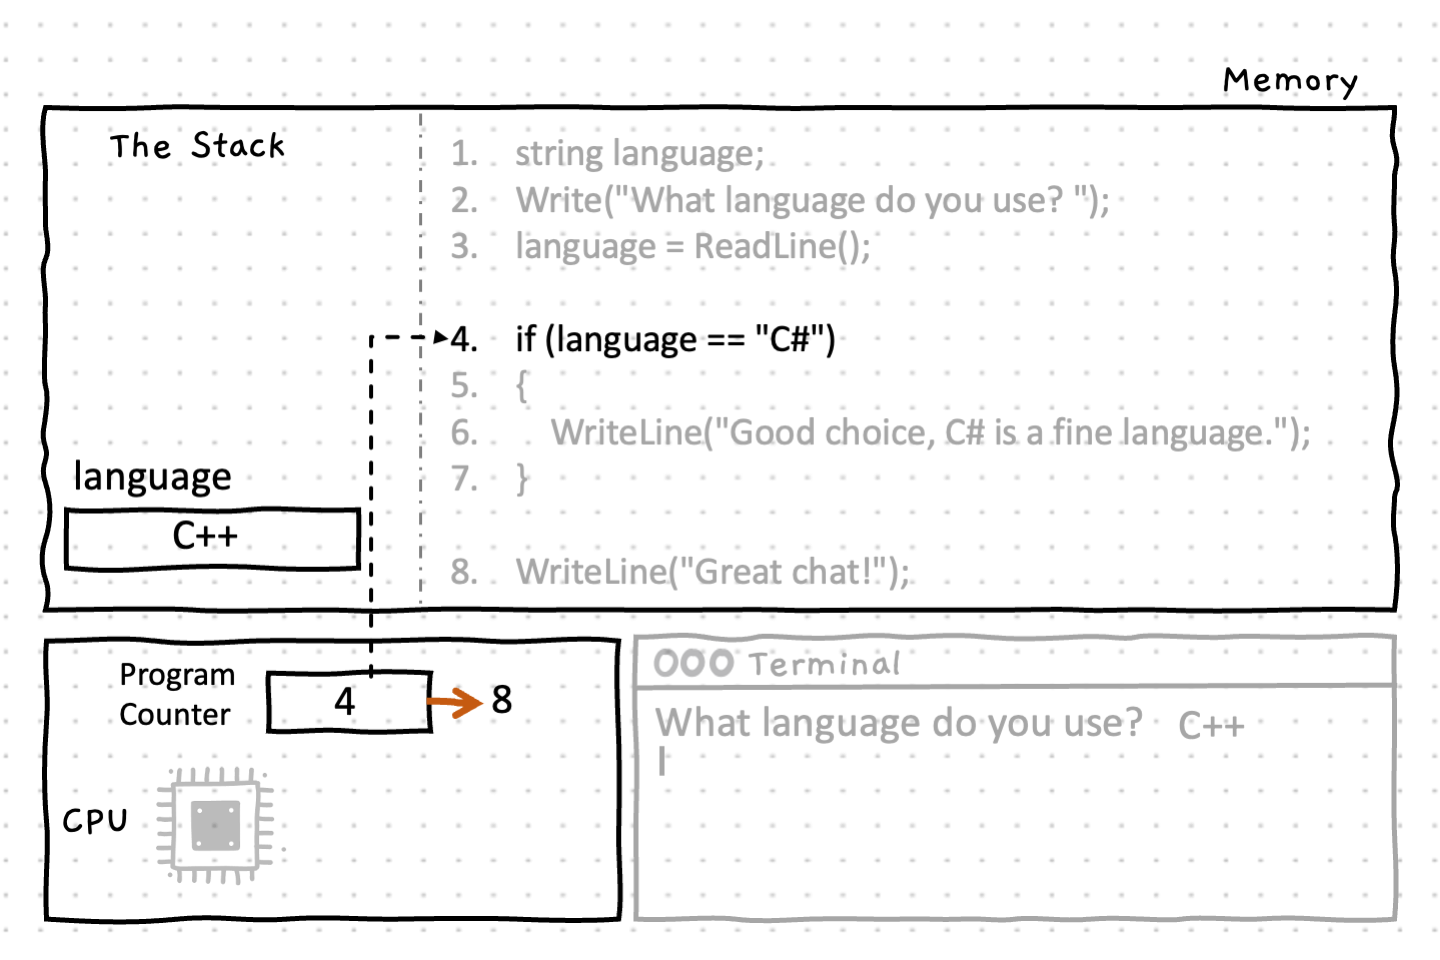 Memory
The Stack
1. string language;
2. Write("What language do you use? ");
3. language = ReadLine();
4. if (language == "C#")
5. {
6. WriteLine("Good choice, C# is a fine language.");
7. }
8. WriteLine("Great chat!");
language
C++
Program
Counter
4
8
CPU
Terminal
What language do you use? C++